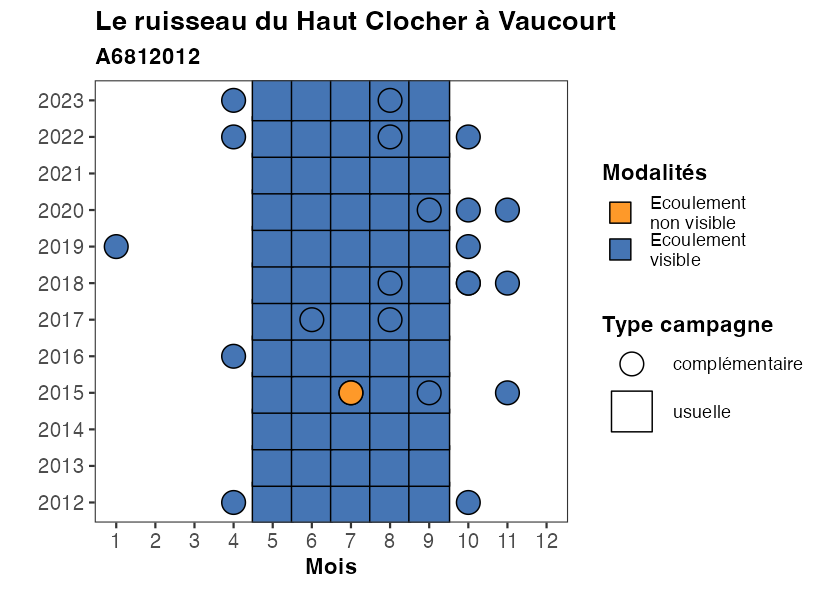 Le ruisseau du Haut Clocher à Vaucourt
A6812012
2023
2022
2021
2020
2019
2018
2017
2016
2015
2014
2013
2012
1 2 3 4 5 6 7 8 9 10 11 12
Mois
Modalités
Ecoulement
non visible
Ecoulement
visible
Type campagne
complémentaire
usuelle